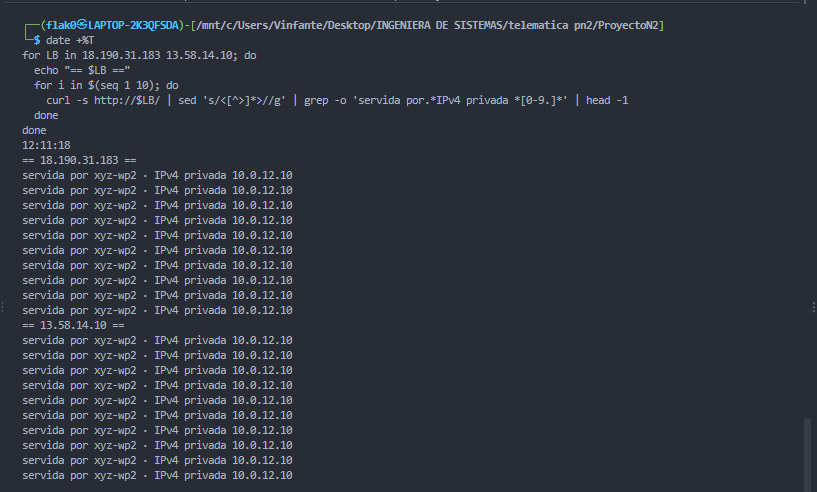 ┌──(flak0㉿LAPTOP-2K3QFSDA)-[/mnt/c/Users/Vinfante/Desktop/INGENIERA DE SISTEMAS/telematica pn2/ProyectoN2]
└─$ date +%T
for LB in 18.190.31.183 13.58.14.10; do
  echo "== $LB =="
  for i in $(seq 1 10); do
    curl -s http://$LB/ | sed 's/<[^>]*>//g' | grep -o 'servida por.*IPv4 privada *[0-9.]*' | head -1
  done
done
12:11:18
== 18.190.31.183 ==
servida por xyz-wp2 · IPv4 privada 10.0.12.10
servida por xyz-wp2 · IPv4 privada 10.0.12.10
servida por xyz-wp2 · IPv4 privada 10.0.12.10
servida por xyz-wp2 · IPv4 privada 10.0.12.10
servida por xyz-wp2 · IPv4 privada 10.0.12.10
servida por xyz-wp2 · IPv4 privada 10.0.12.10
servida por xyz-wp2 · IPv4 privada 10.0.12.10
servida por xyz-wp2 · IPv4 privada 10.0.12.10
servida por xyz-wp2 · IPv4 privada 10.0.12.10
servida por xyz-wp2 · IPv4 privada 10.0.12.10
== 13.58.14.10 ==
servida por xyz-wp2 · IPv4 privada 10.0.12.10
servida por xyz-wp2 · IPv4 privada 10.0.12.10
servida por xyz-wp2 · IPv4 privada 10.0.12.10
servida por xyz-wp2 · IPv4 privada 10.0.12.10
servida por xyz-wp2 · IPv4 privada 10.0.12.10
servida por xyz-wp2 · IPv4 privada 10.0.12.10
servida por xyz-wp2 · IPv4 privada 10.0.12.10
servida por xyz-wp2 · IPv4 privada 10.0.12.10
servida por xyz-wp2 · IPv4 privada 10.0.12.10
servida por xyz-wp2 · IPv4 privada 10.0.12.10